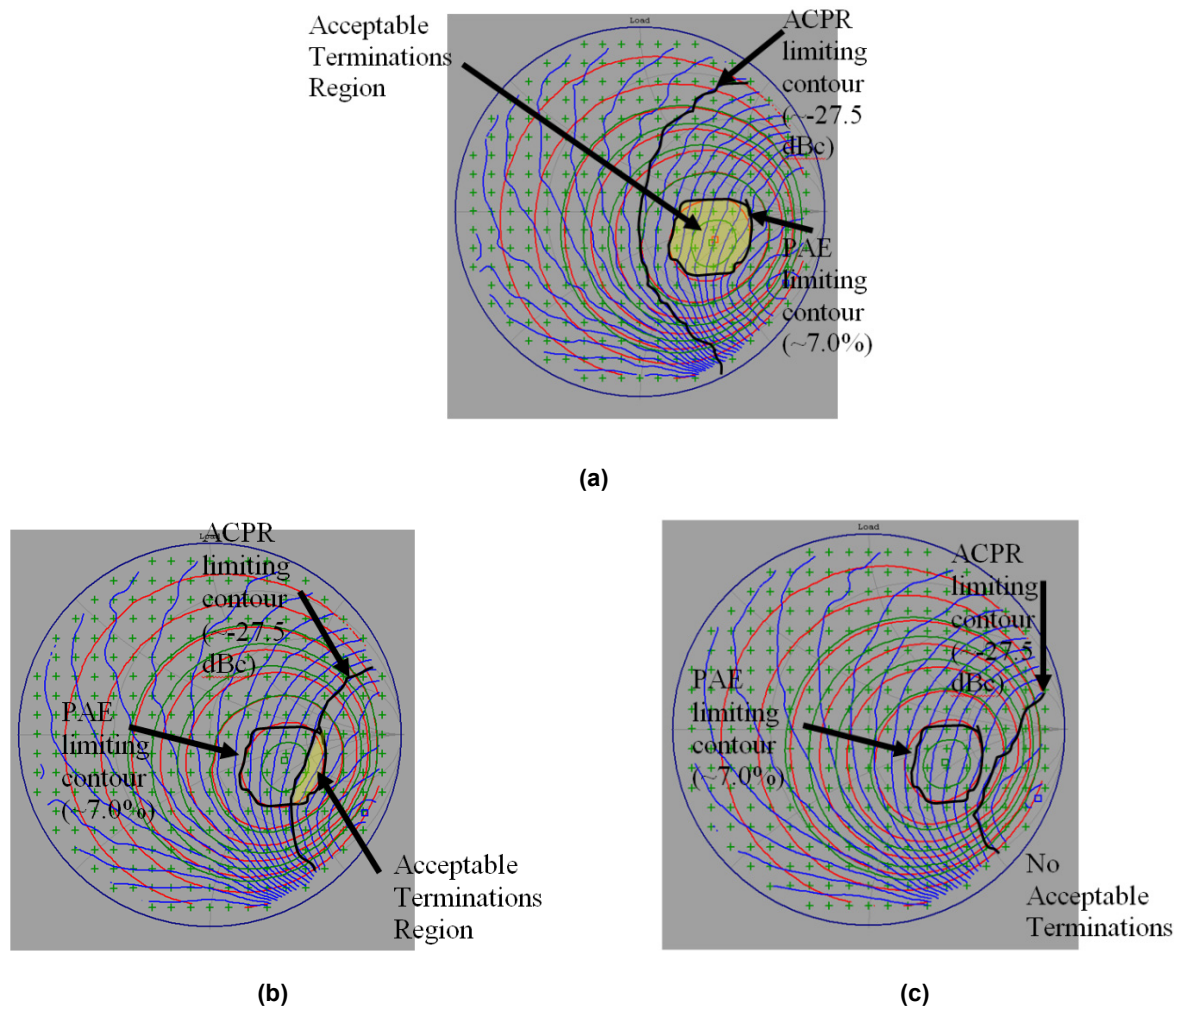 Acceptable
Terminations
Region
Load
ACPR
limiting
contour
(~-27.5
dBc)
PAE
limiting
contour
(~7.0%)
(a)
Load
ACPR
limiting
contour
(~-27.5
dBc)
PAE
limiting
contour
(~7.0%)
Acceptable
Terminations
Region
(b)
Load
ACPR
limiting
contour
(~-27.5
dBc)
PAE
limiting
contour
(~7.0%)
No
Acceptable
Terminations
(c)